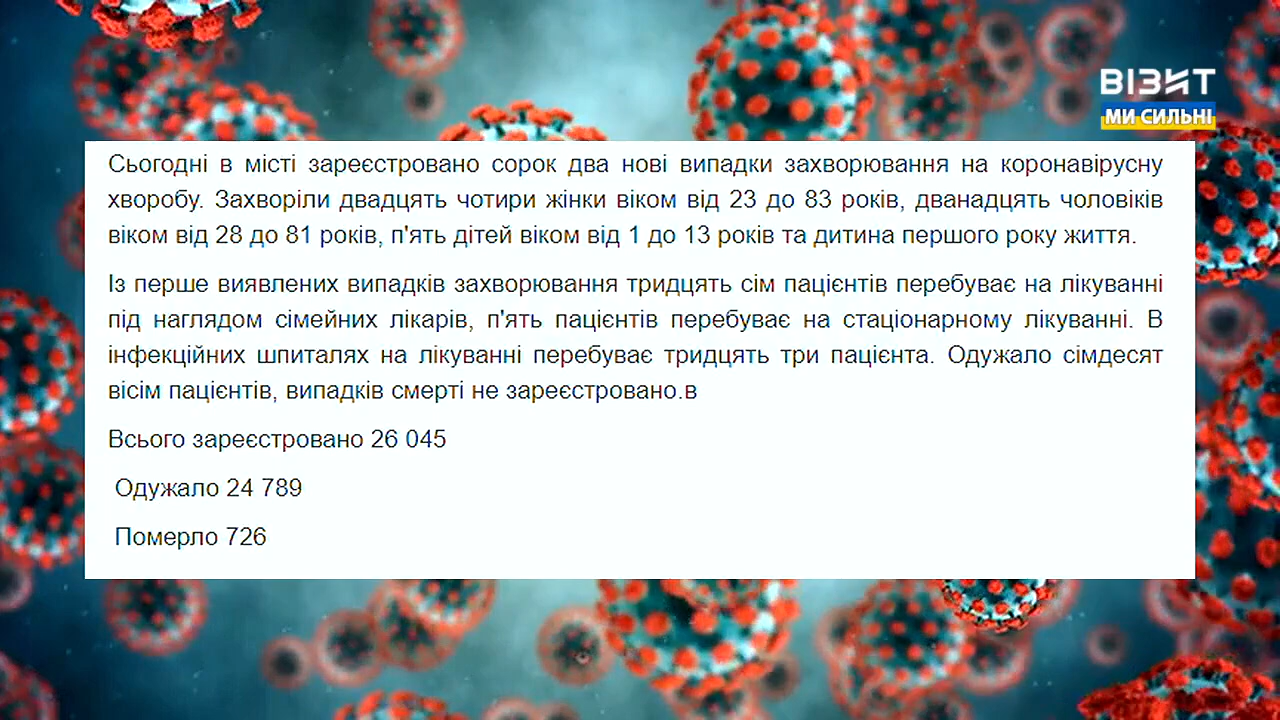 ВІЗИТ
МИ СИЛЬНІ
Сьогодні в місті зареєстровано сорок два нові випадки захворювання на коронавірусну
хворобу. Захворіли двадцять чотири жінки віком від 23 до 83 років, дванадцять чоловіків
віком від 28 до 81 років, п'ять дітей віком від 1 до 13 років та дитина першого року життя.
Із перше виявлених випадків захворювання тридцять сім пацієнтів перебуває на лікуванні
під наглядом сімейних лікарів, п'ять пацієнтів перебуває на стаціонарному лікуванні. В
інфекційних шпиталях на лікуванні перебуває тридцять три пацієнта. Одужало сімдесят
вісім пацієнтів, випадків смерті не зареєстровано.в
Всього зареєстровано 26 045
Одужало 24 789
Померло 726